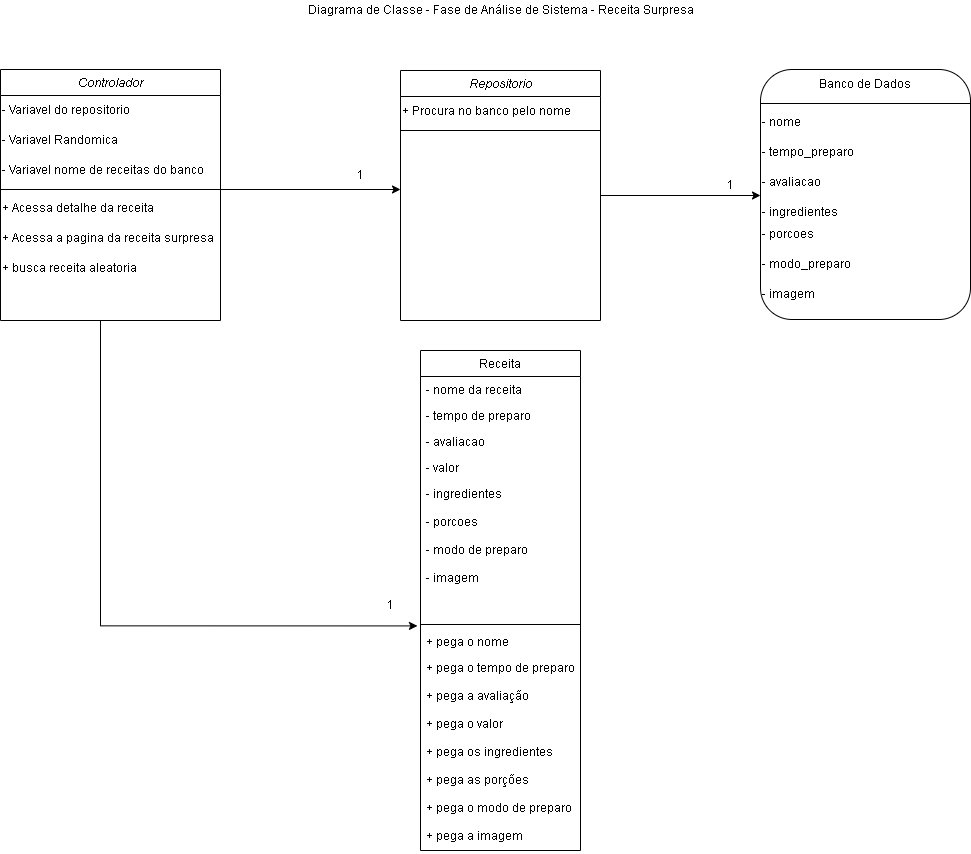 Diagrama de Classe - Fase de Análise de Sistema - Receita Surpresa
Controlador
- Variavel do repositorio
- Variavel Randomica
- Variavel nome de receitas do banco
+ Acessa detalhe da receita
+ Acessa a pagina da receita surpresa
+ busca receita aleatoria
1
Repositorio
+ Procura no banco pelo nome
1
Banco de Dados
- nome
- tempo_preparo
- avaliacao
- ingredientes
- porcoes
- modo_preparo
- imagem
1
Receita
- nome da receita
- tempo de preparo
- avaliacao
- valor
- ingredientes
- porcoes
- modo de preparo
- imagem
+ pega o nome
+ pega o tempo de preparo
+ pega a avaliação
+ pega o valor
+ pega os ingredientes
+ pega as porções
+ pega o modo de preparo
+ pega a imagem